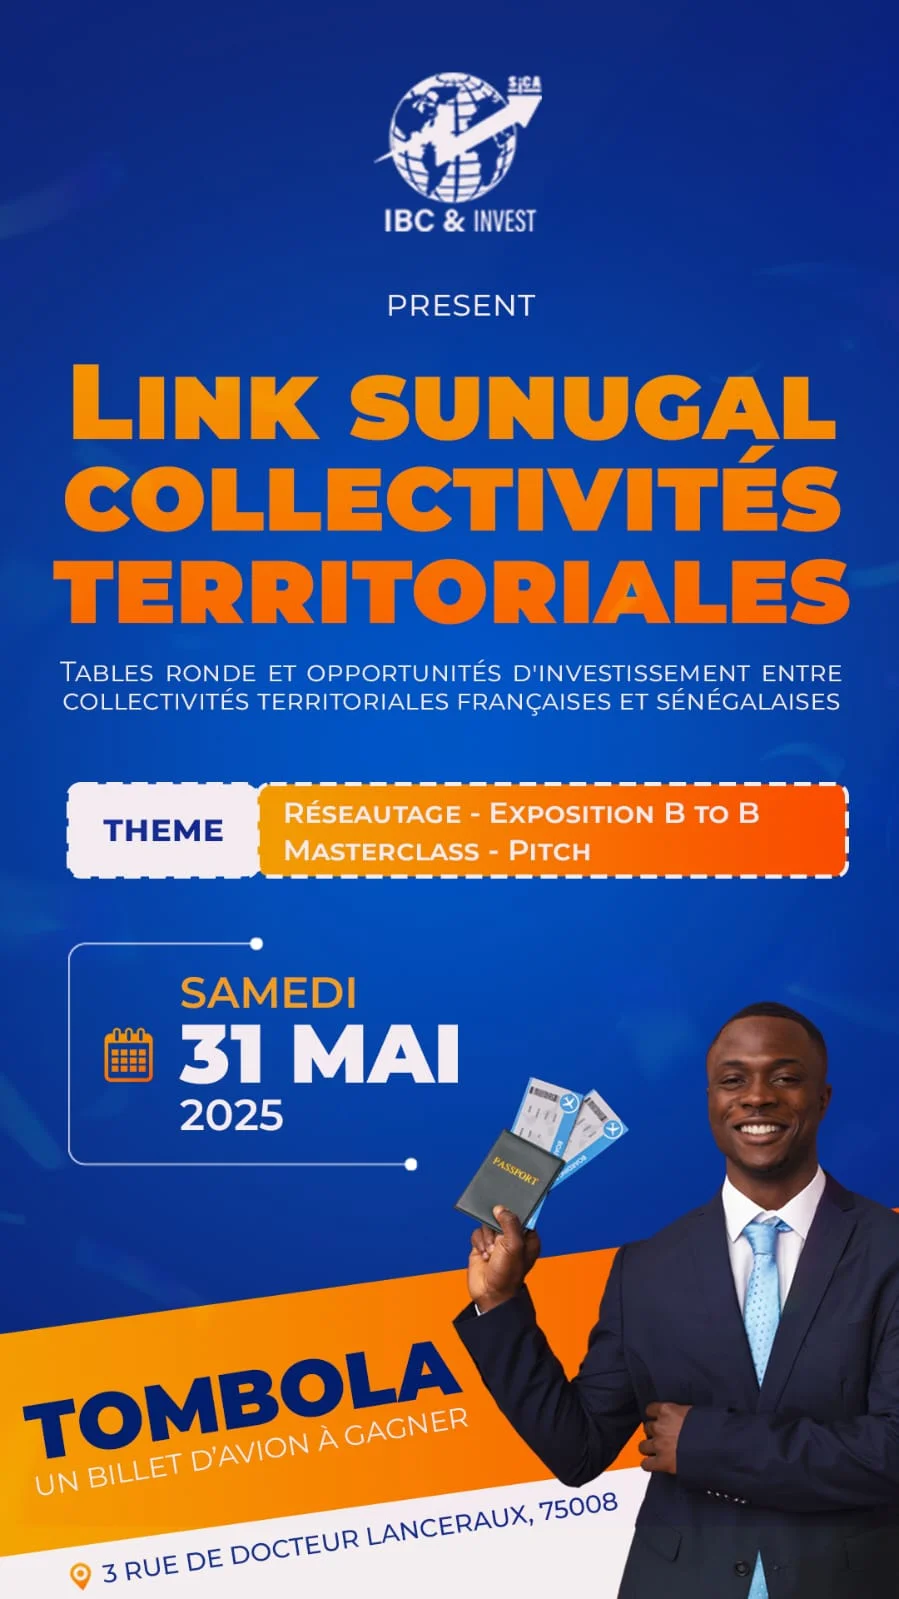 SICA
IBC & INVEST
PRESENT
LINK SUNUGAL
COLLECTIVITÉS
TERRITORIALES
TABLES RONDE ET OPPORTUNITÉS D'INVESTISSEMENT ENTRE
COLLECTIVITÉS TERRITORIALES FRANÇAISES ET SÉNÉGALAISES
THEME
RÉSEAUTAGE - EXPOSITION B TO B
MASTERCLASS - PITCH
SAMEDI
31 MAI
2025
PASSPORT
TOMBOLA
UN BILLET D'AVION À GAGNER
3 RUE DE DOCTEUR LANCERAUX, 75008